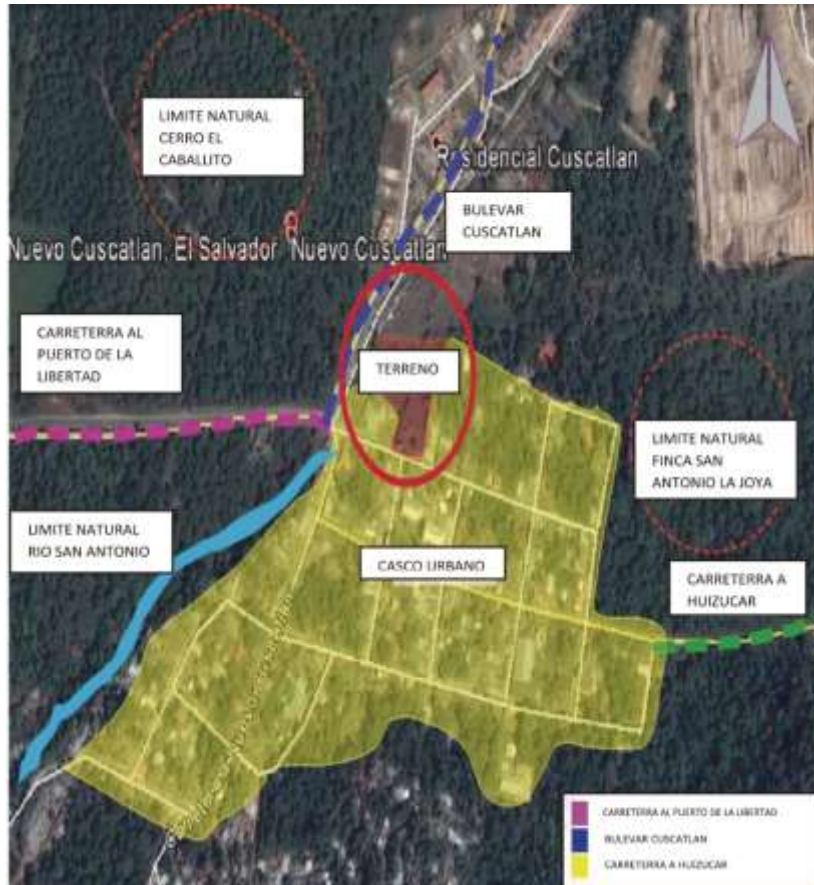 LIMITE NATURAL
CERRO EL
CABALLITO
Residencial Cuscatlan
BULEVAR
CUSCATLAN
Nuevo Cuscatlan, El Salvador
Nuevo Cuscatlan
CARRETERRA AL
PUERTO DE LA
LIBERTAD
TERRENO
LIMITE NATURAL
FINCA SAN
ANTONIO LA JOYA
LIMITE NATURAL
RIO SAN ANTONIO
CASCO URBANO
CARRETERRA A
HUIZUCAR
CARRETERRA AL PUERTO DE LA LIBERTAD
BULEVAR CUSCATLAN
CARRETERRA A HUIZUCAR